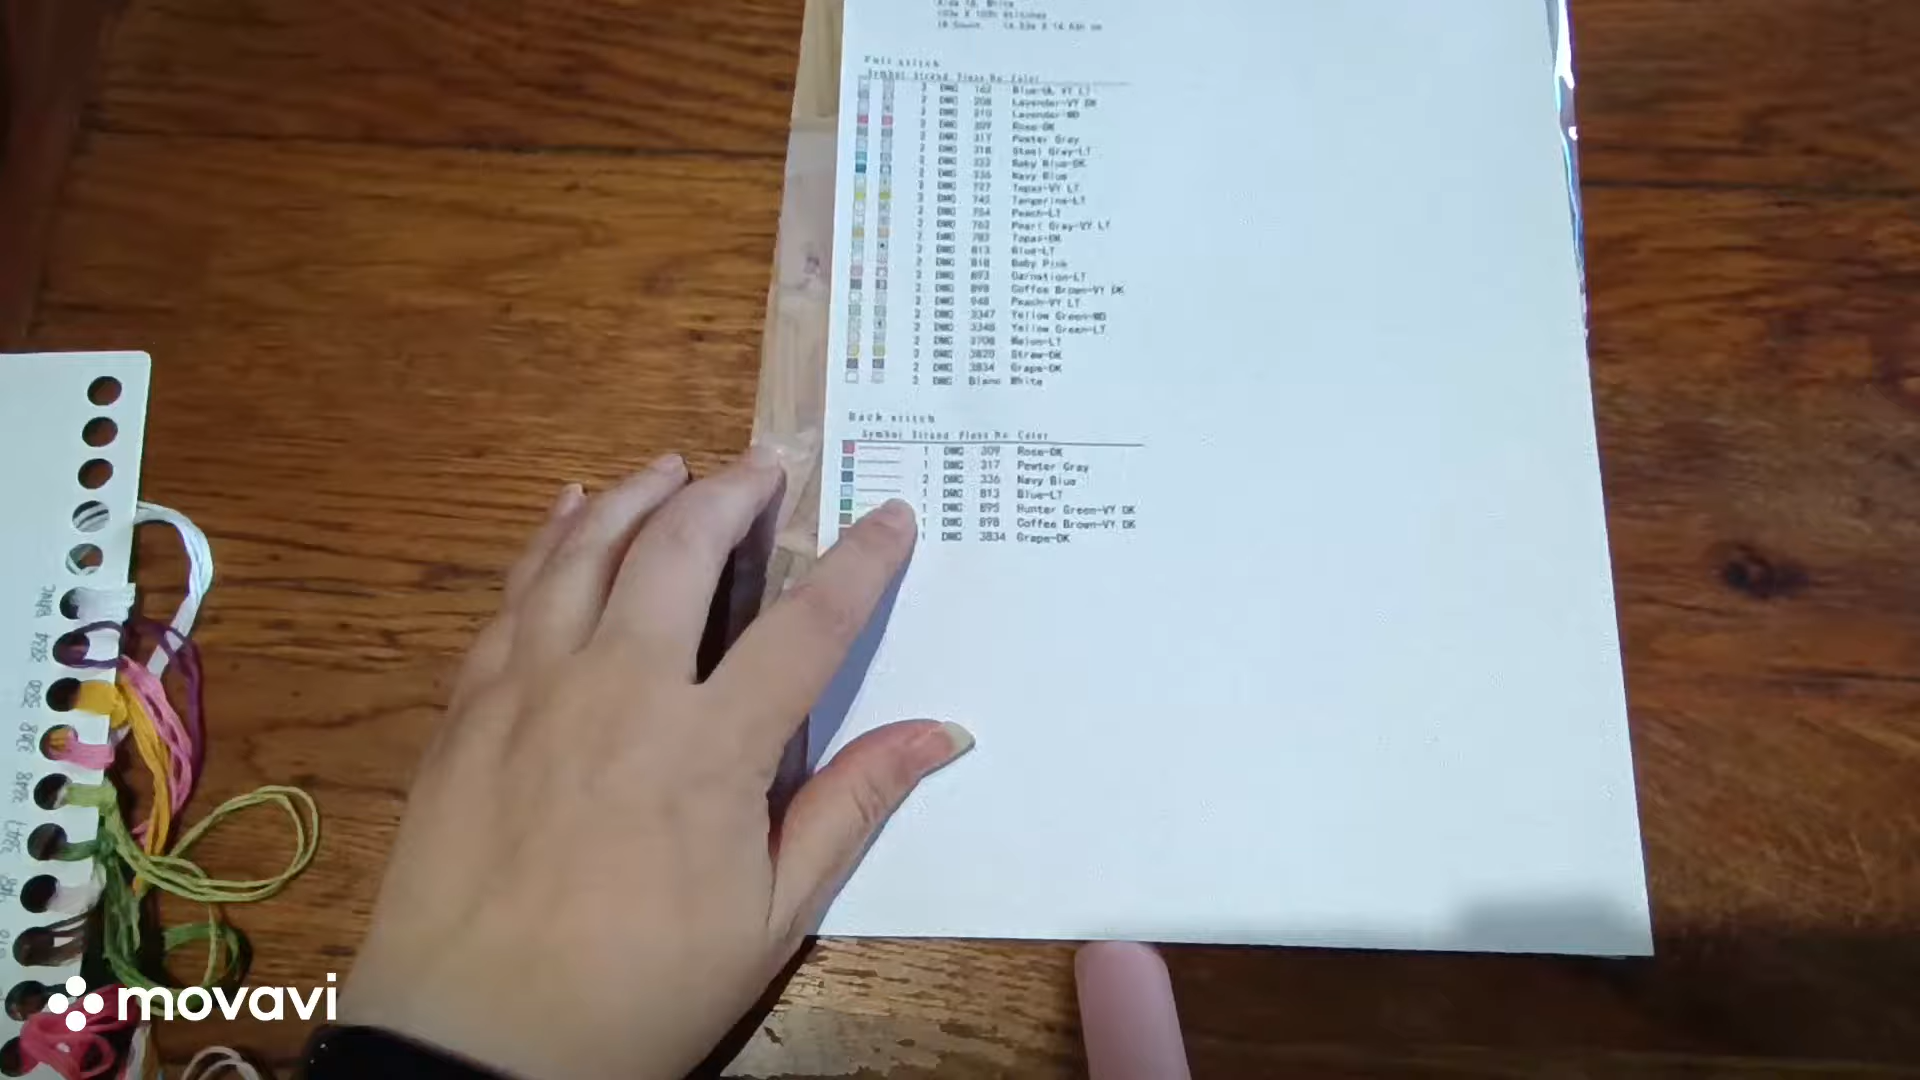 Aida 18, White
18 Count
Full stitch
Symbol Strand Floss No Color
2 DMC 162 Blue-UL VY LT
2 DMC 208 Lavender-VY DK
2 DMC 210 Lavender-MD
2 DMC 309 Rose-DK
2 DMC 317 Pewter Gray
2 DMC 318 Steel Gray-LT
2 DMC Baby Blue-DK
2 DMC 336 Navy Blue
2 DMC 727 Topaz-VY LT
2 DMC Tangerine-LT
2 DMC 754 Peach-LT
2 DMC 762 Pearl Gray-VY LT
2 DMC Topaz-DK
2 DMC 813 Blue-LT
2 DMC 818 Baby Pink
2 DMC 893 Carnation-LT
2 DMC 898 Coffee Brown-VY DK
2 DMC 948 Peach-VY LT
2 DMC 3347 Yellow Green-MD
2 DMC 3348 Yellow Green-LT
2 DMC 3708 Melon-LT
2 DMC 3820 Straw-DK
2 DMC 3834 Grape-DK
2 DMC Blanc White
Back stitch
Symbol Strand Floss No Color
1 DMC 309 Rose-DK
1 DMC 317 Pewter Gray
2 DMC 336 Navy Blue
1 DMC 813 Blue-LT
1 DMC 895 Hunter Green-VY DK
1 DMC 898 Coffee Brown-VY DK
1 DMC 3834 Grape-DK
BLANC
3834
3820
3708
3348
3347
948
movavi